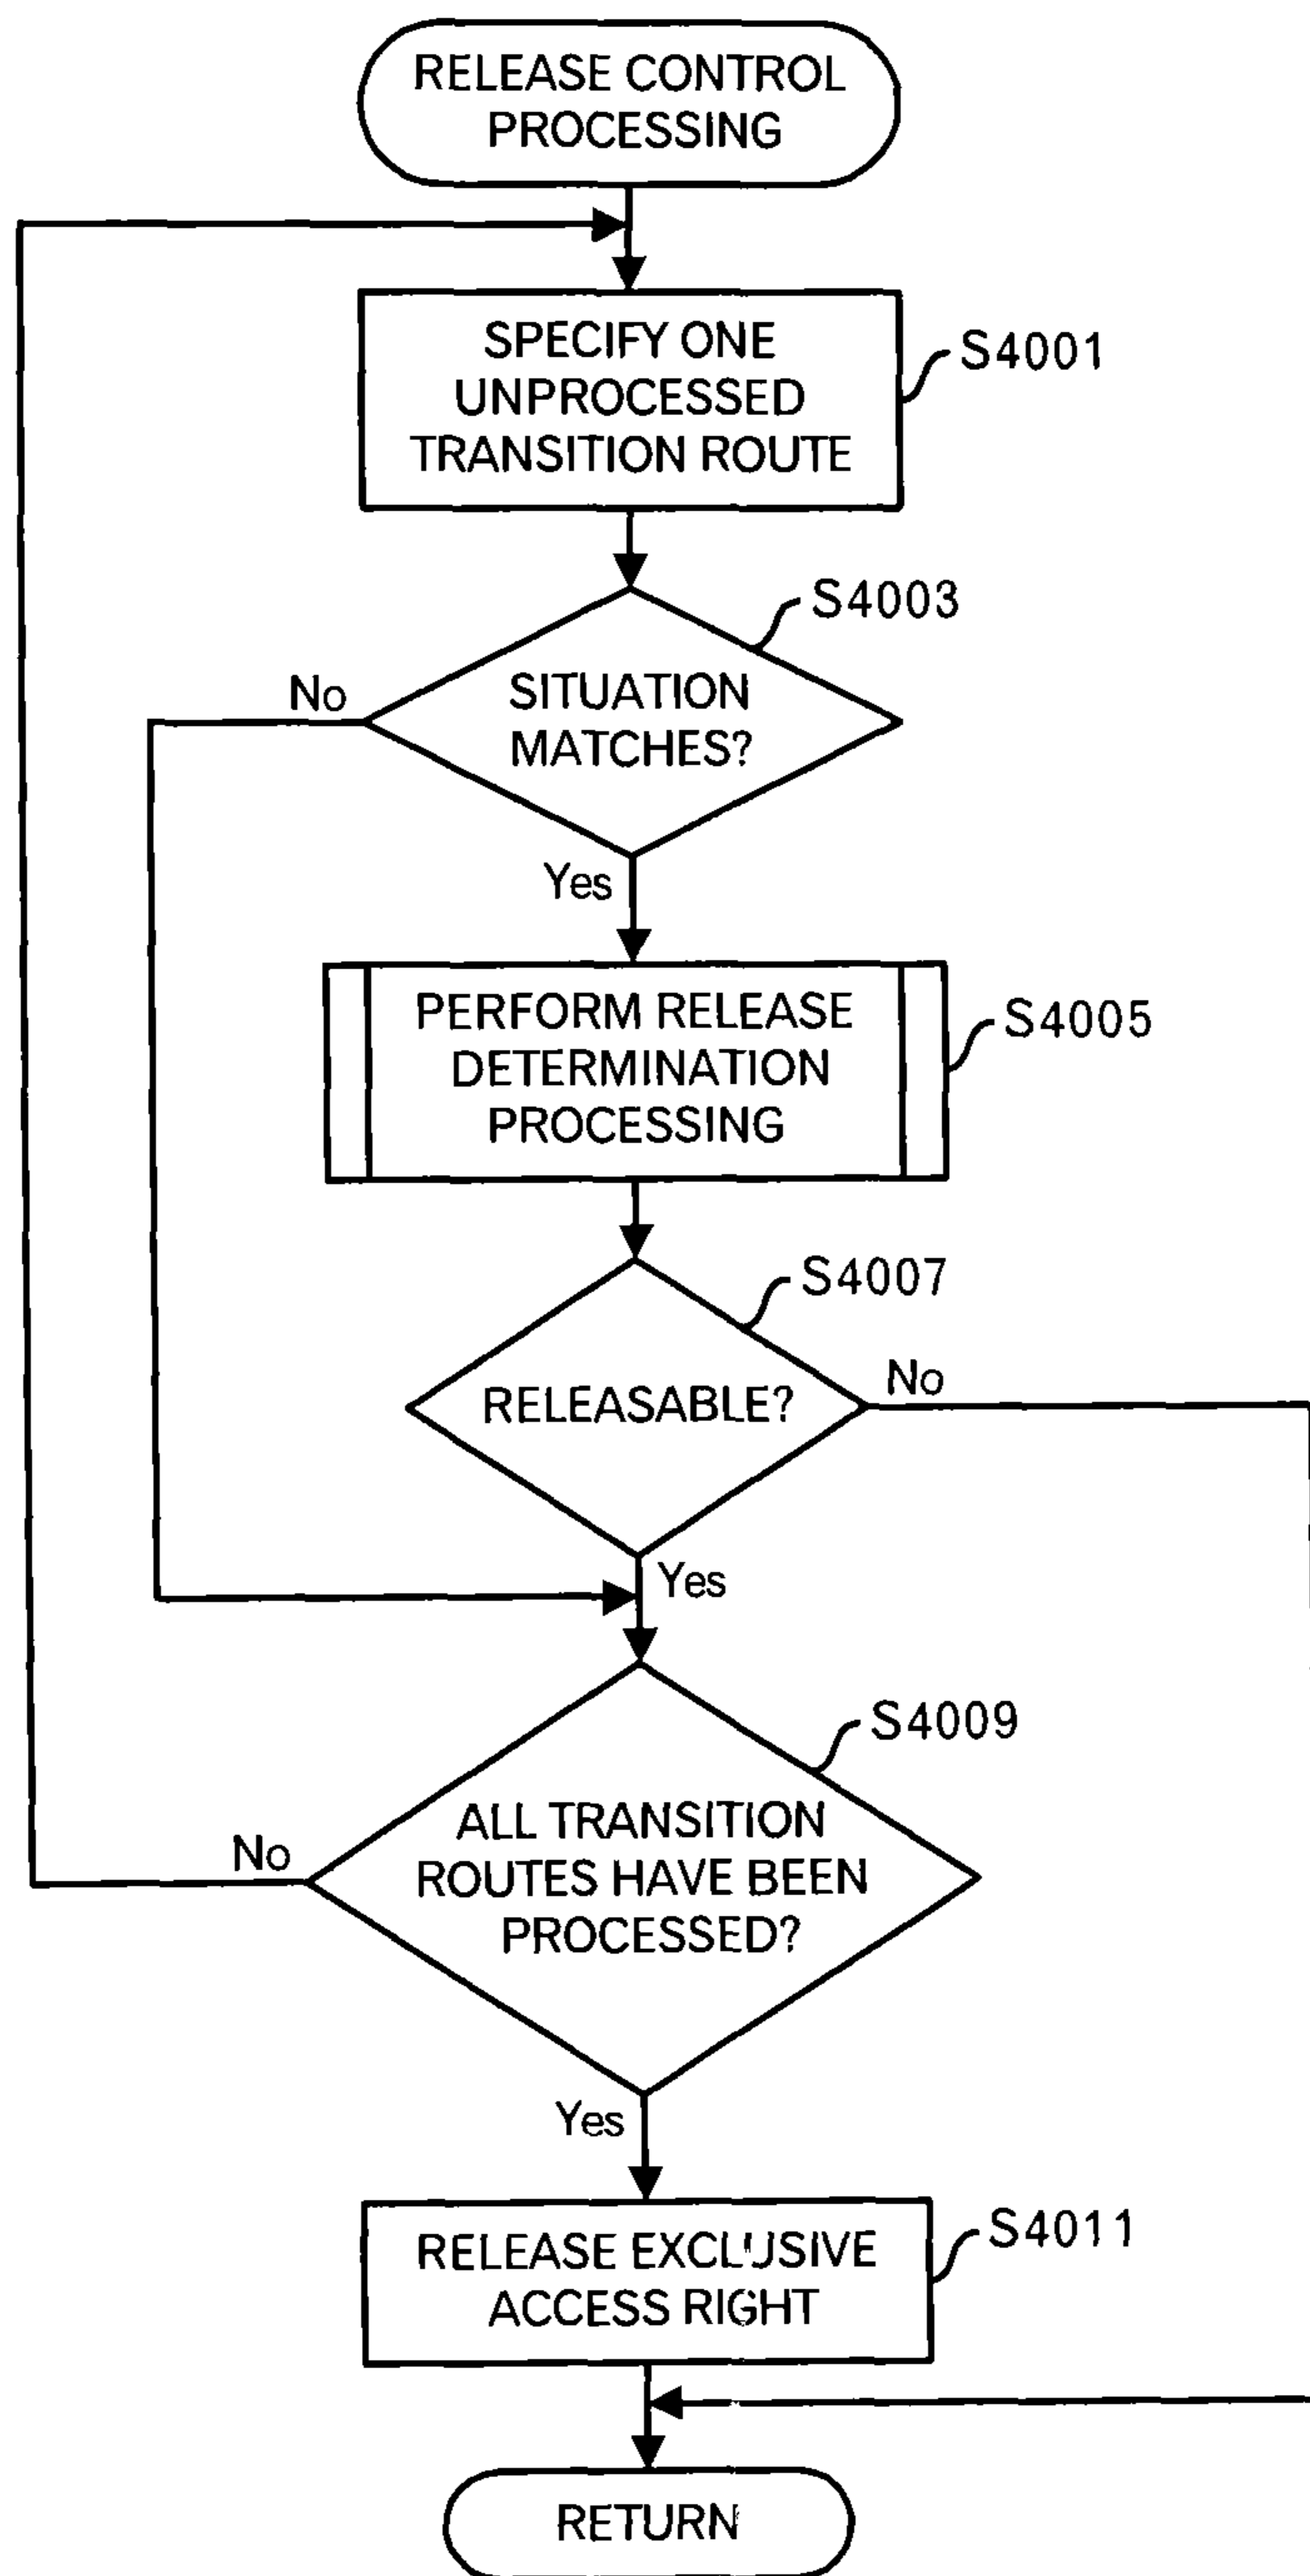 RELEASE CONTROL
PROCESSING
SPECIFY ONE
UNPROCESSED
TRANSITION ROUTE
S4001
S4003
SITUATION
MATCHES?
No
Yes
PERFORM RELEASE
DETERMINATION
PROCESSING
S4005
S4007
RELEASABLE?
No
Yes
S4009
ALL TRANSITION
ROUTES HAVE BEEN
PROCESSED?
No
Yes
RELEASE EXCLUSIVE
ACCESS RIGHT
S4011
RETURN